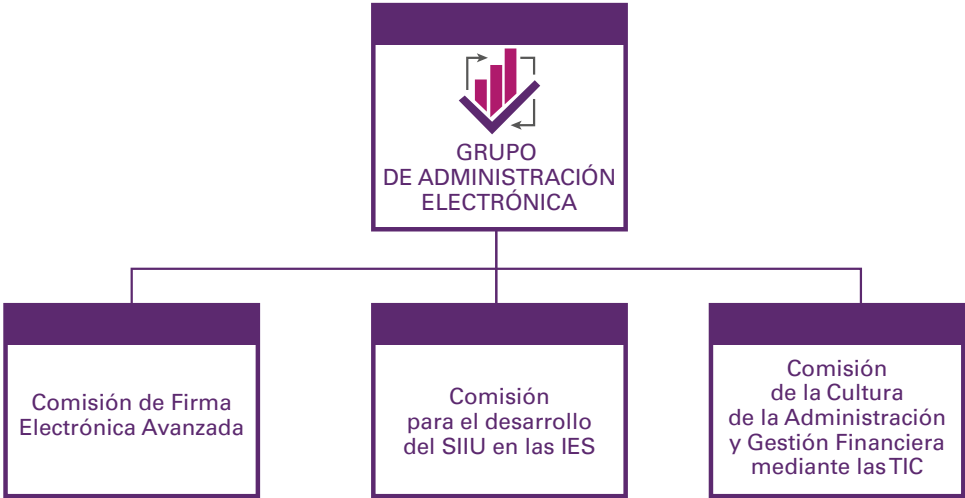 GRUPO
DE ADMINISTRACIÓN
ELECTRÓNICA
Comisión de Firma
Electrónica Avanzada
Comisión
para el desarrollo
del SIIU en las IES
Comisión
de la Cultura
de la Administración
y Gestión Financiera
mediante las TIC